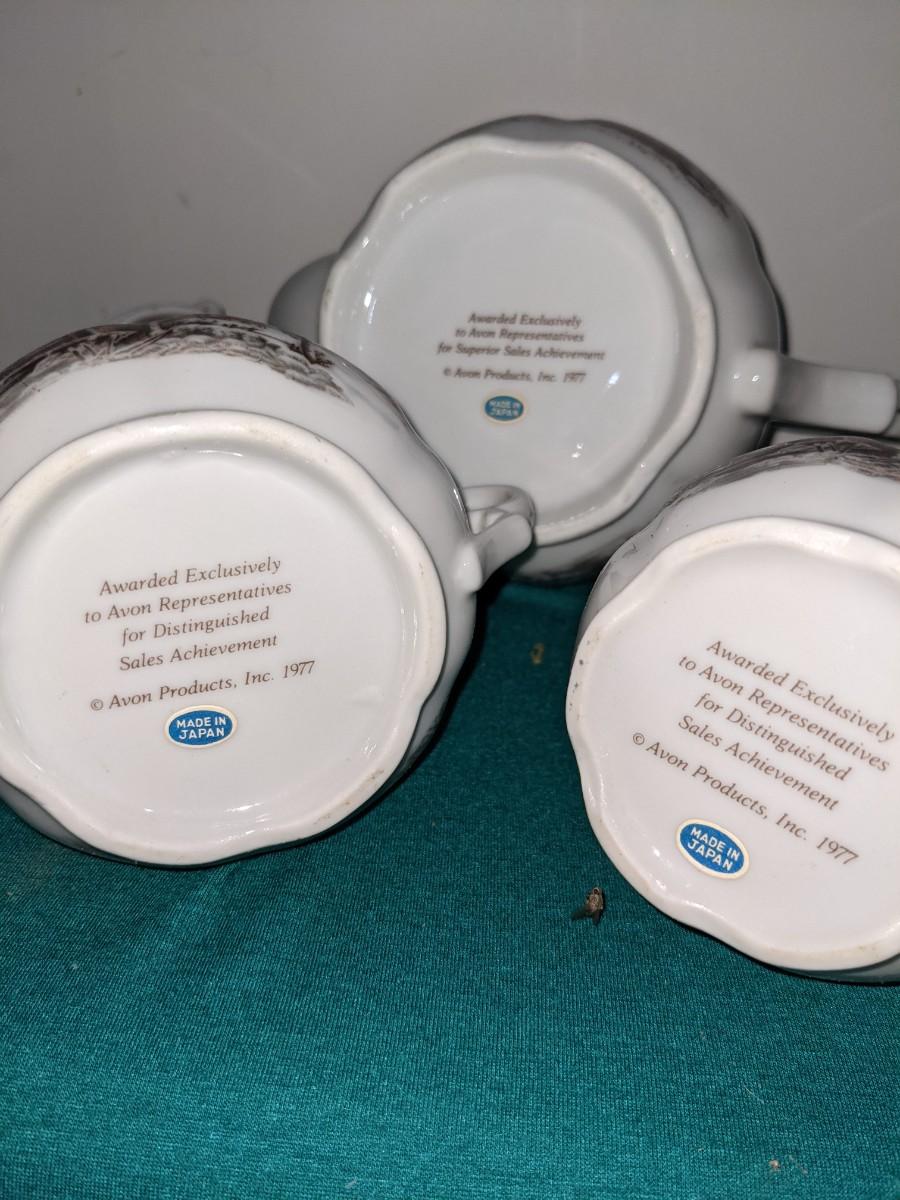 Awarded Exclusively
to Avon Representatives
for Superior Sales Achievement
© Avon Products, Inc. 1977
MADE IN
JAPAN
Awarded Exclusively
to Avon Representatives
for Distinguished
Sales Achievement
© Avon Products, Inc. 1977
MADE IN
JAPAN
Awarded Exclusively
to Avon Representatives
for Distinguished
Sales Achievement
© Avon Products, Inc. 1977
MADE IN
JAPAN